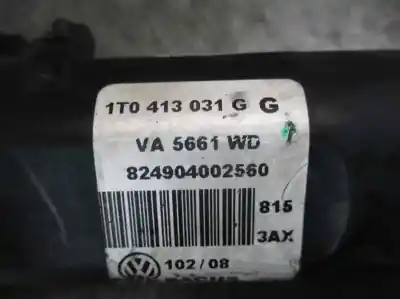 1T0 413 031 G G
VA 5661 WD
824904002560
815
3AX
102/08